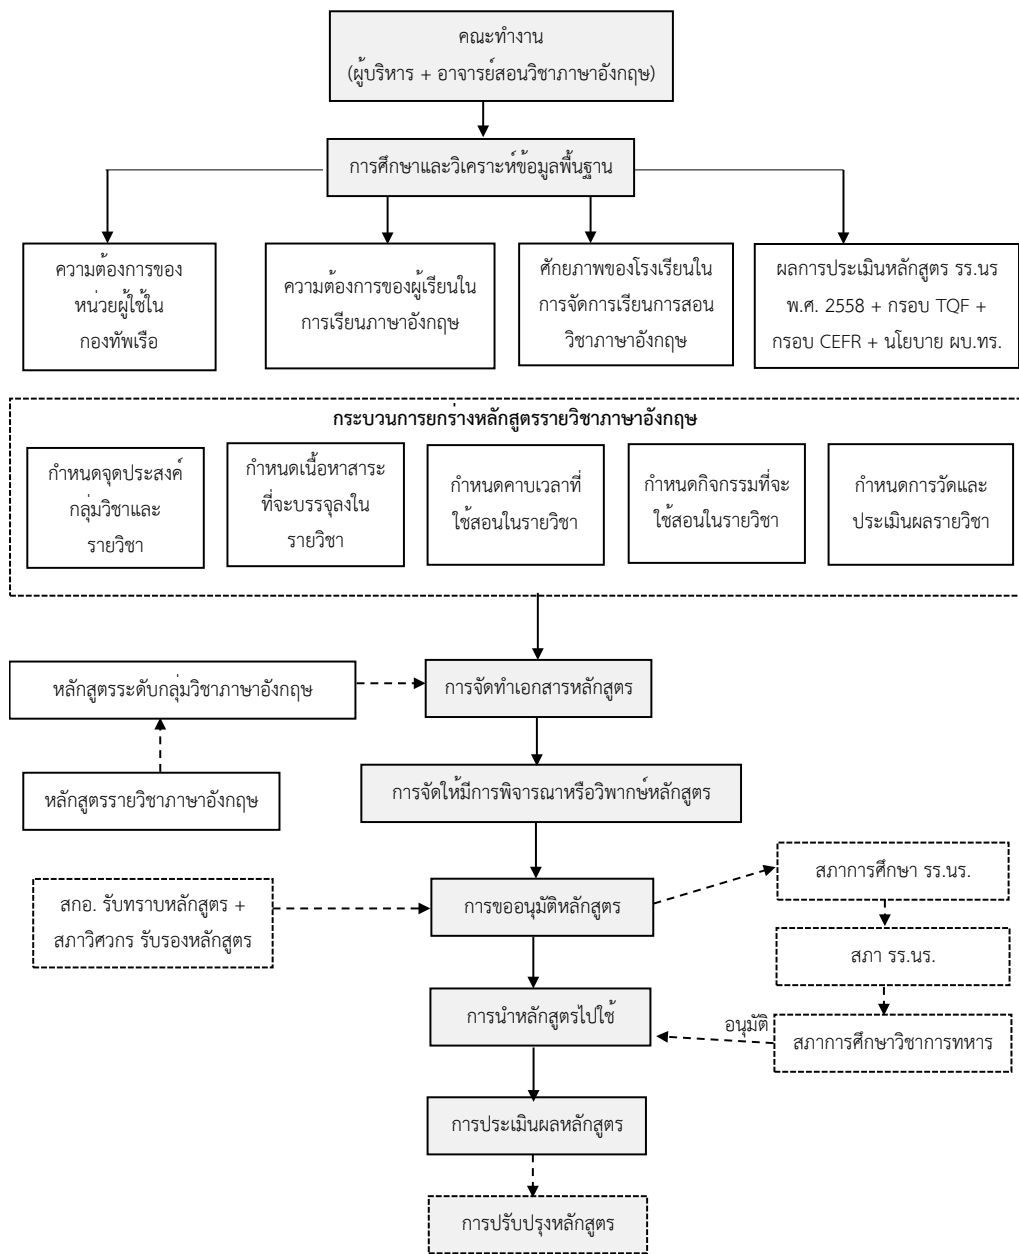 คณะทำงาน
(ผู้บริหาร + อาจารย์สอนวิชาภาษาอังกฤษ)
การศึกษาและวิเคราะห์ข้อมูลพื้นฐาน
ความต้องการของ
หน่วยผู้ใช้ใน
กองทัพเรือ
ความต้องการของผู้เรียนใน
การเรียนภาษาอังกฤษ
ศักยภาพของโรงเรียนใน
การจัดการเรียนการสอน
วิชาภาษาอังกฤษ
ผลการประเมินหลักสูตร รร.นร
พ.ศ. 2558 + กรอบ TQF +
กรอบ CEFR + นโยบาย ผบ.ทร.
กระบวนการยกร่างหลักสูตรรายวิชาภาษาอังกฤษ
กำหนดจุดประสงค์
กลุ่มวิชาและ
รายวิชา
กำหนดเนื้อหาสาระ
ที่จะบรรจุลงใน
รายวิชา
กำหนดคาบเวลาที่
ใช้สอนในรายวิชา
กำหนดกิจกรรมที่จะ
ใช้สอนในรายวิชา
กำหนดการวัดและ
ประเมินผลรายวิชา
หลักสูตรระดับกลุ่มวิชาภาษาอังกฤษ
การจัดทำเอกสารหลักสูตร
หลักสูตรรายวิชาภาษาอังกฤษ
การจัดให้มีการพิจารณาหรือวิพากษ์หลักสูตร
สกอ. รับทราบหลักสูตร +
สภาวิศวกร รับรองหลักสูตร
การขออนุมัติหลักสูตร
สภาการศึกษา รร.นร.
สภา รร.นร.
การนำหลักสูตรไปใช้
อนุมัติ
สภาการศึกษาวิชาการทหาร
การประเมินผลหลักสูตร
การปรับปรุงหลักสูตร